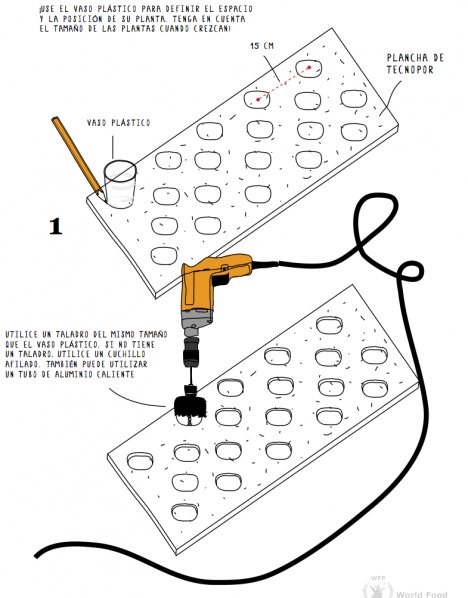 ¡USE EL VASO PLÁSTICO PARA DEFINIR EL ESPACIO
Y LA POSICIÓN DE SU PLANTA. TENGA EN CUENTA
EL TAMAÑO DE LAS PLANTAS CUANDO CREZCAN!
15 CM
PLANCHA DE
TECNOPOR
VASO PLÁSTICO
1
UTILICE UN TALADRO DEL MISMO TAMAÑO
QUE EL VASO PLÁSTICO. SI NO TIENE
UN TALADRO, UTILICE UN CUCHILLO
AFILADO. TAMBIÉN PUEDE UTILIZAR
UN TUBO DE ALUMINIO CALIENTE
WFP
World Food